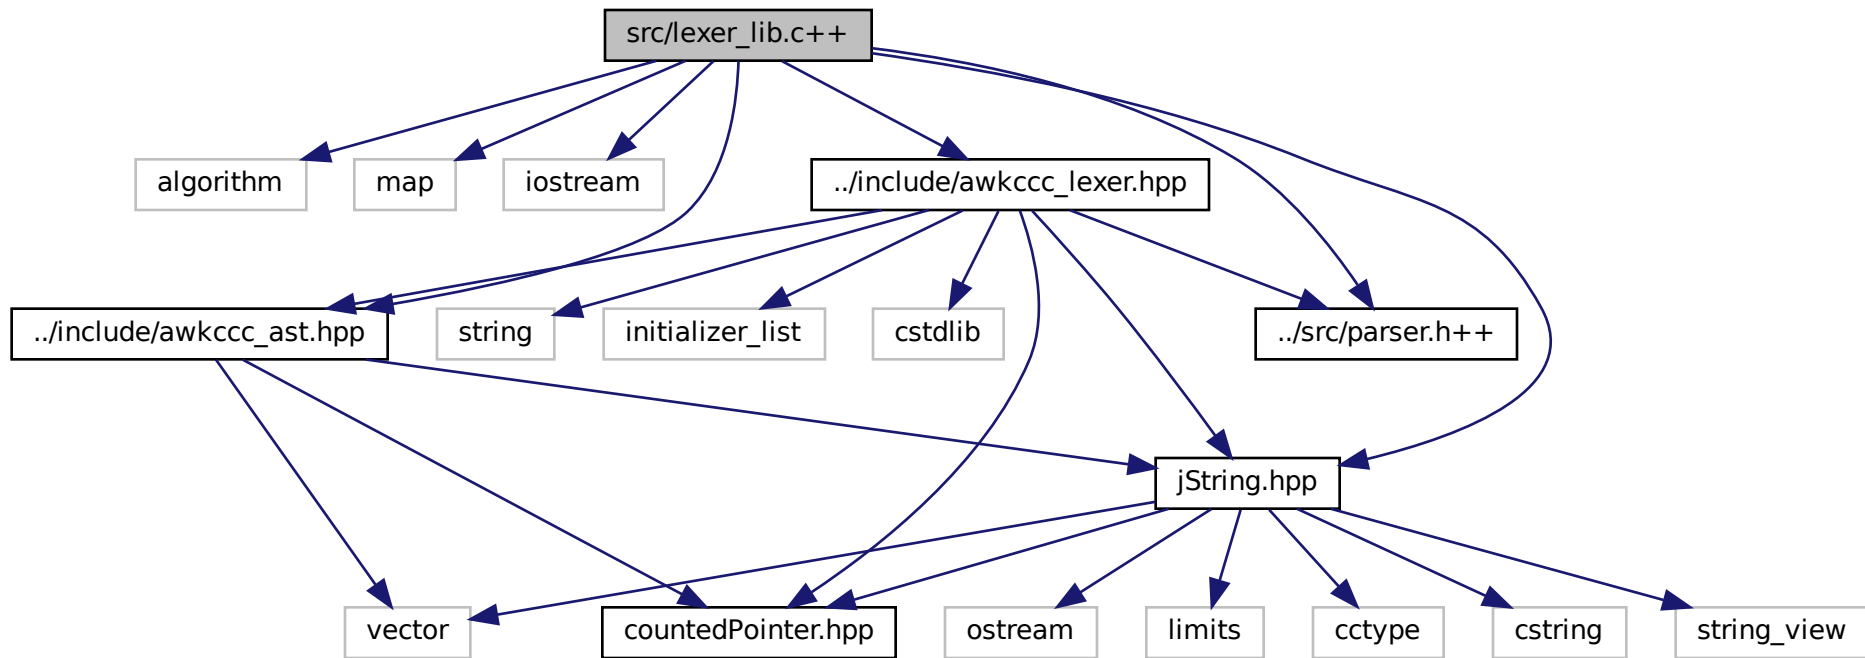 src/lexer_lib.c++
algorithm
map
iostream
../include/awkccc_lexer.hpp
../include/awkccc_ast.hpp
string
initializer_list
cstdlib
../src/parser.h++
jString.hpp
vector
countedPointer.hpp
ostream
limits
cctype
cstring
string_view